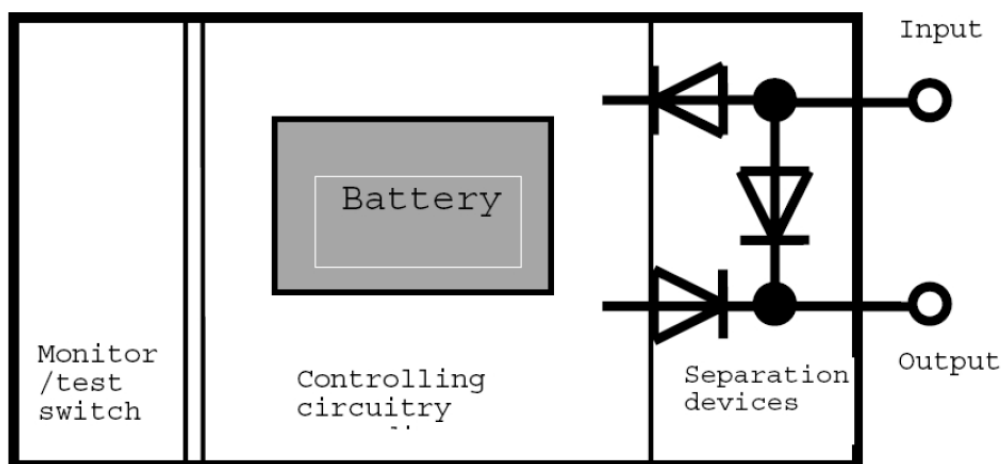 Input
Battery
Monitor
/test
switch
Controlling
circuitry
Separation
devices
Output